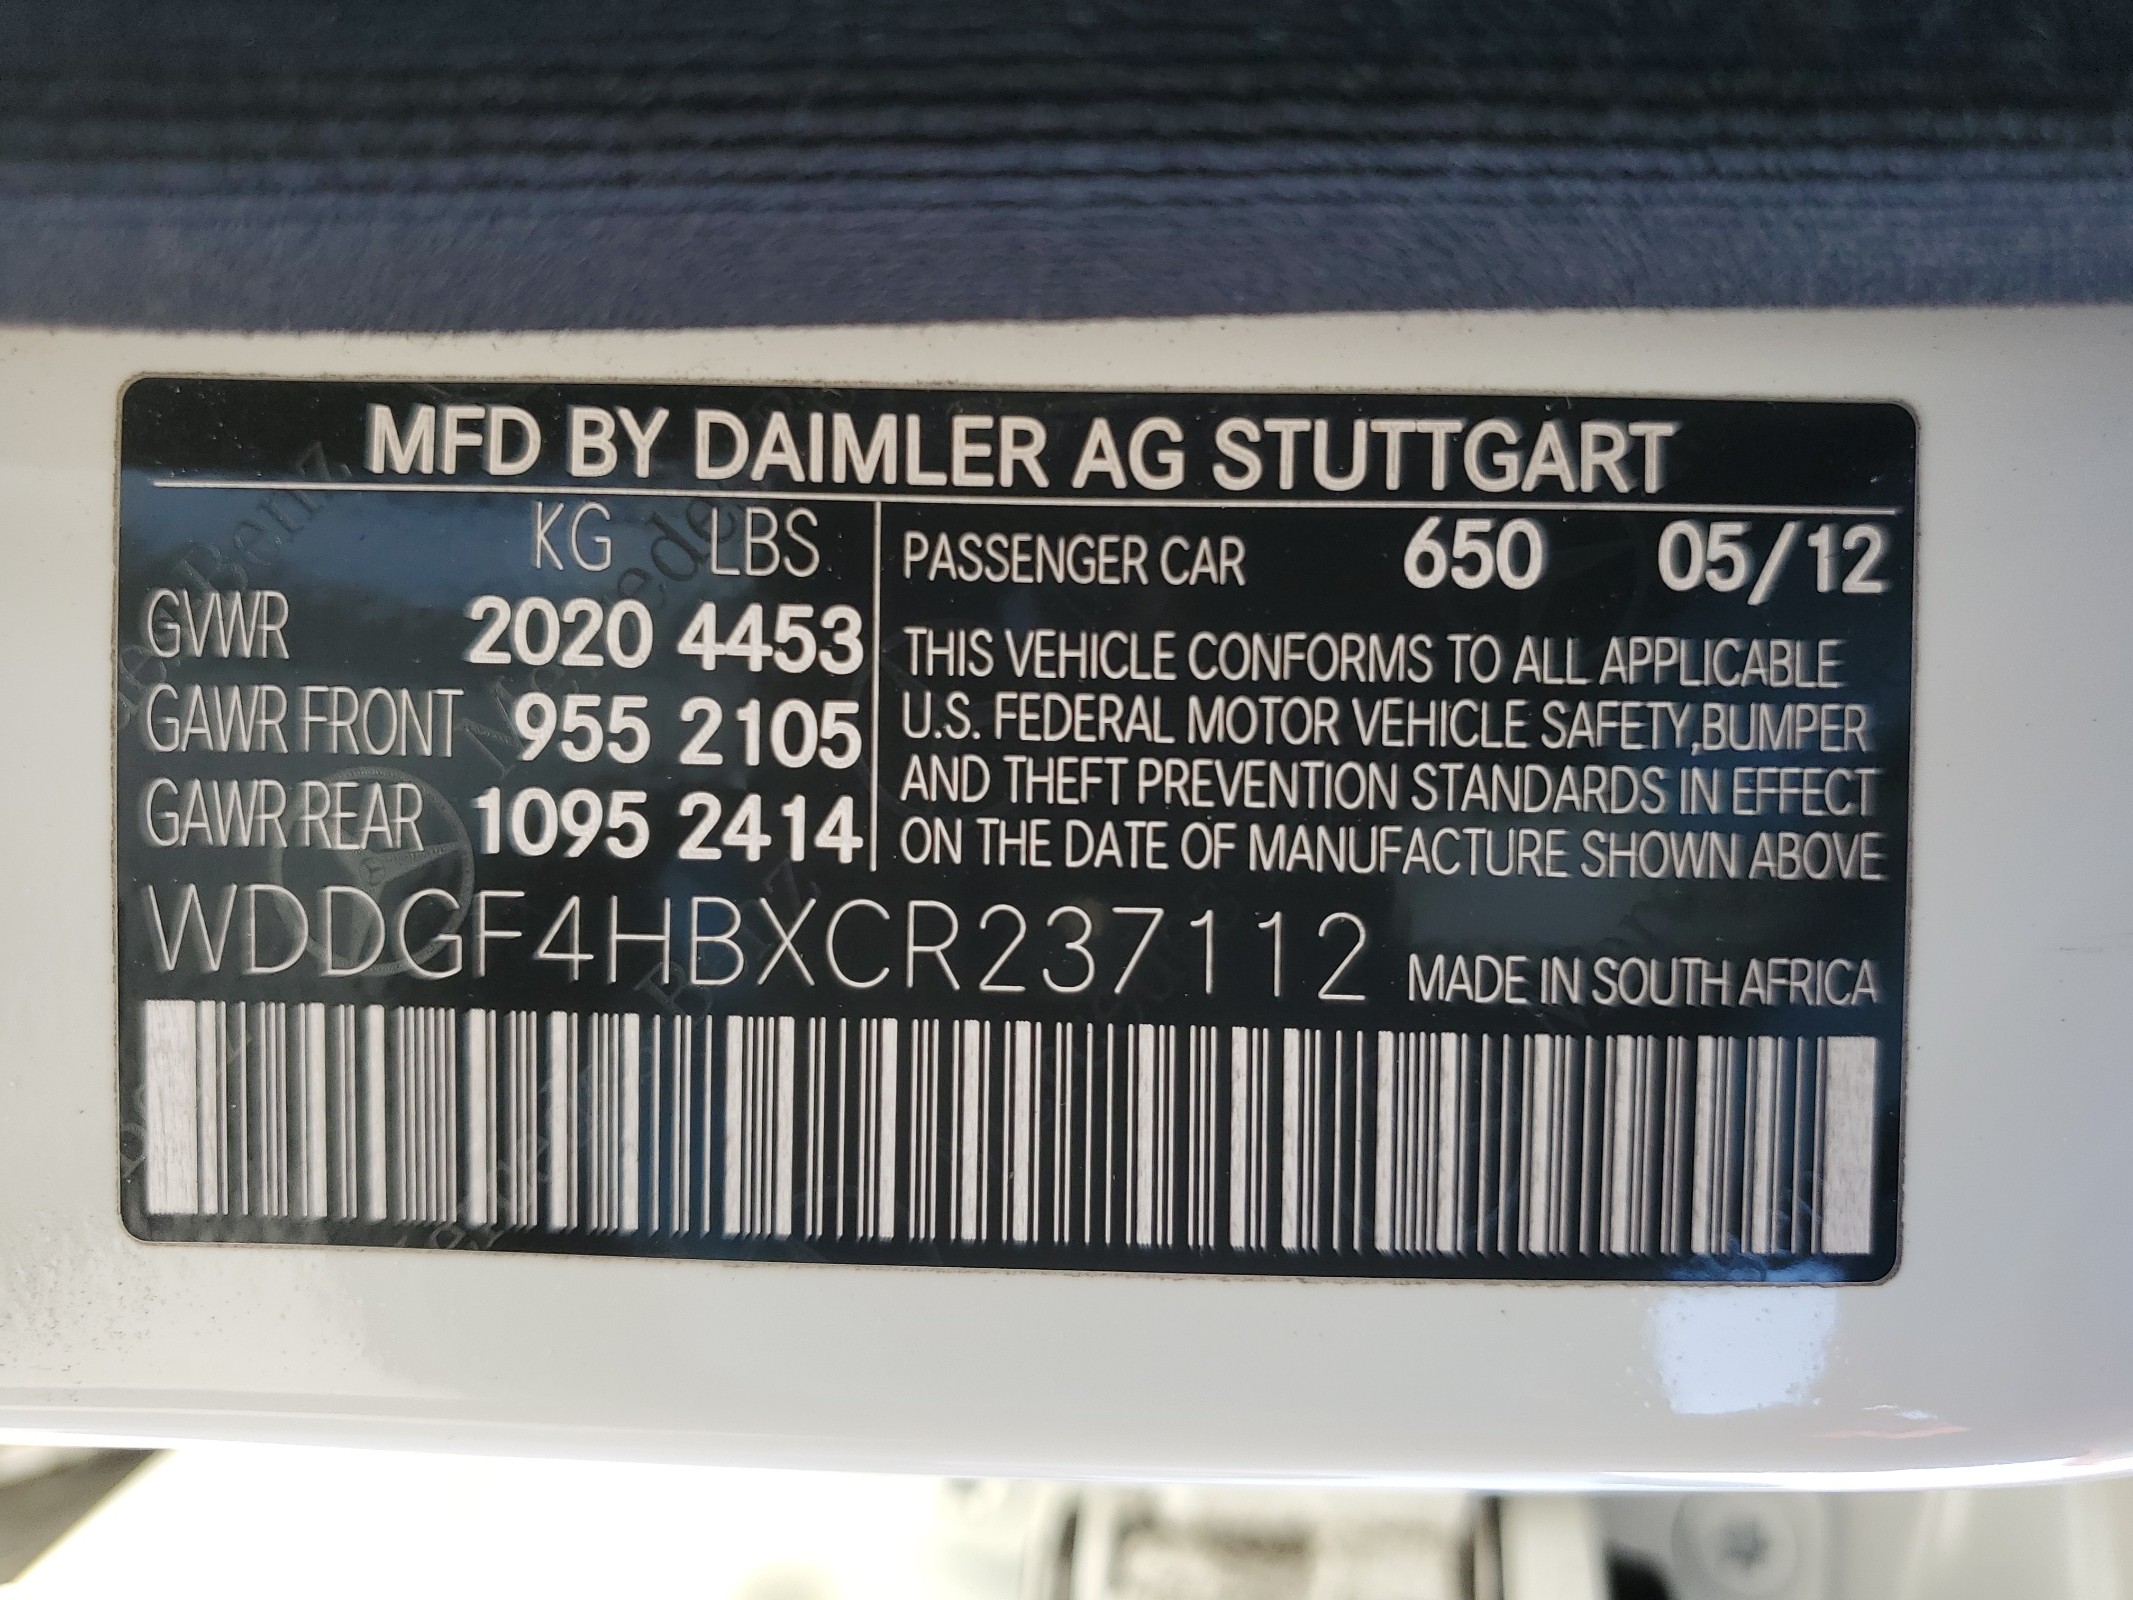 MFD BY DAIMLER AG STUTTGART
KG LBS
GVWR 2020 4453
GAWR FRONT 955 2105
GAWR REAR 1095 2414
PASSENGER CAR 650 05/12
THIS VEHICLE CONFORMS TO ALL APPLICABLE
U.S. FEDERAL MOTOR VEHICLE SAFETY,BUMPER
AND THEFT PREVENTION STANDARDS IN EFFECT
ON THE DATE OF MANUFACTURE SHOWN ABOVE
WDDGF4HBXCR237112 MADE IN SOUTH AFRICA